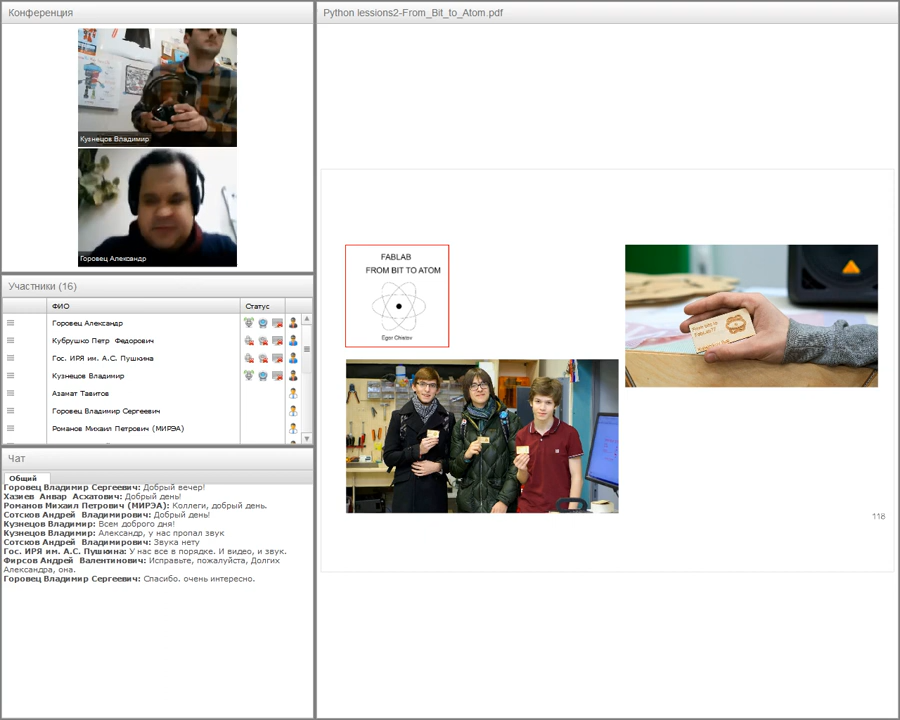 Конференция
Кузнецов Владимир
Горовец Александр
Участники (16)
ФИО
Статус
Горовец Александр
Кубрушко Петр Федорович
Гос. ИРЯ им. А.С. Пушкина
Кузнецов Владимир
Азамат Тавитов
Горовец Владимир Сергеевич
Романов Михаил Петрович (МИРЭА)
Чат
Общий
Горовец Владимир Сергеевич: Добрый вечер!
Хазиев Анвар Асхатович: Добрый день!
Романов Михаил Петрович (МИРЭА): Коллеги, добрый день.
Сотсков Андрей Владимирович: Добрый день!
Кузнецов Владимир: Всем доброго дня!
Кузнецов Владимир: Александр, у нас пропал звук
Сотсков Андрей Владимирович: Звука нету
Гос. ИРЯ им. А.С. Пушкина: У нас все в порядке. И видео, и звук.
Фирсов Андрей Валентинович: Исправьте, пожалуйста, Долгих
Александра, она.
Горовец Владимир Сергеевич: Спасибо. очень интересно.
Python lessions2-From_Bit_to_Atom.pdf
FABLAB
FROM BIT TO ATOM
Egor
From bit to
FabLab77
118